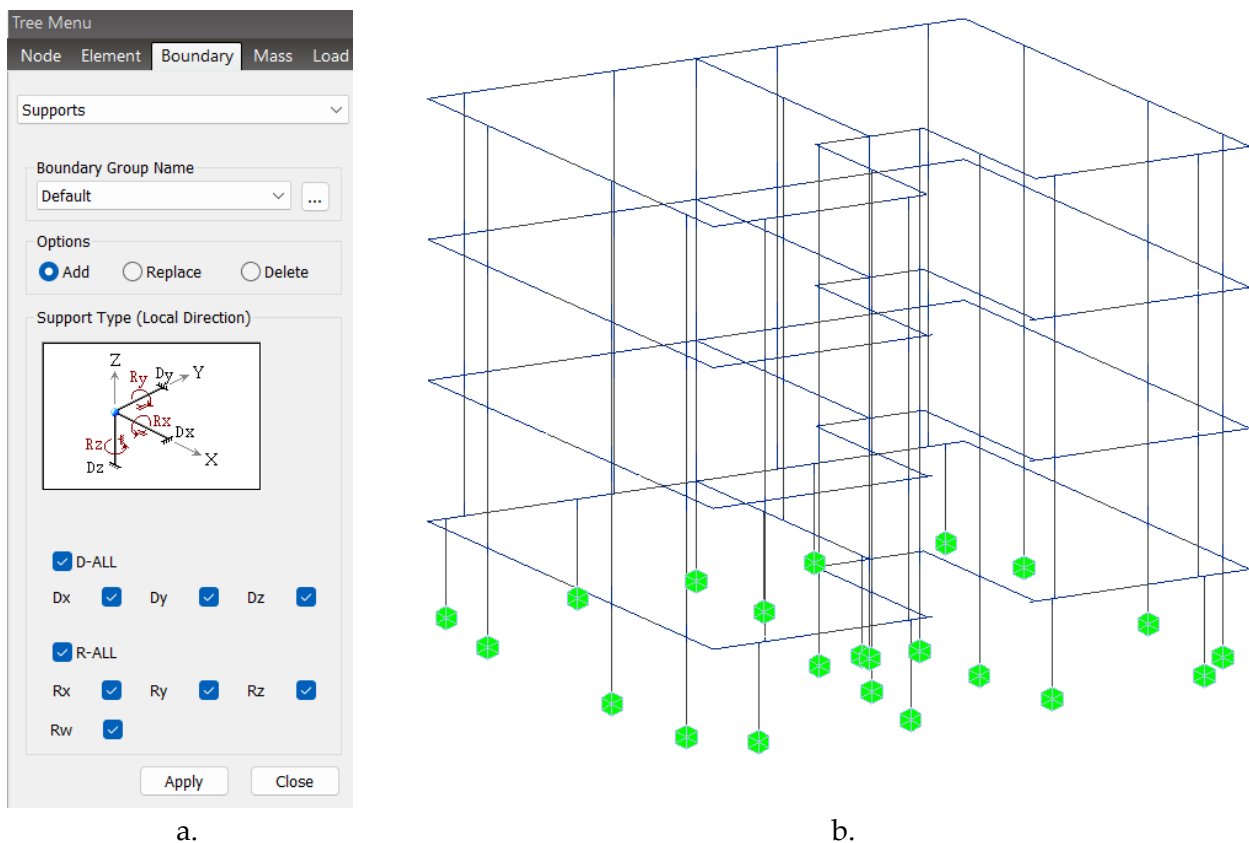 Tree Menu
Node Element Boundary Mass Load
Supports
Boundary Group Name
Default ...
Options
Add Replace Delete
Support Type (Local Direction)
Z
Ry Dy Y
Rx
Rz Dx
Dz X
D-ALL
Dx Dy Dz
R-ALL
Rx Ry Rz
Rw
Apply Close
a. b.